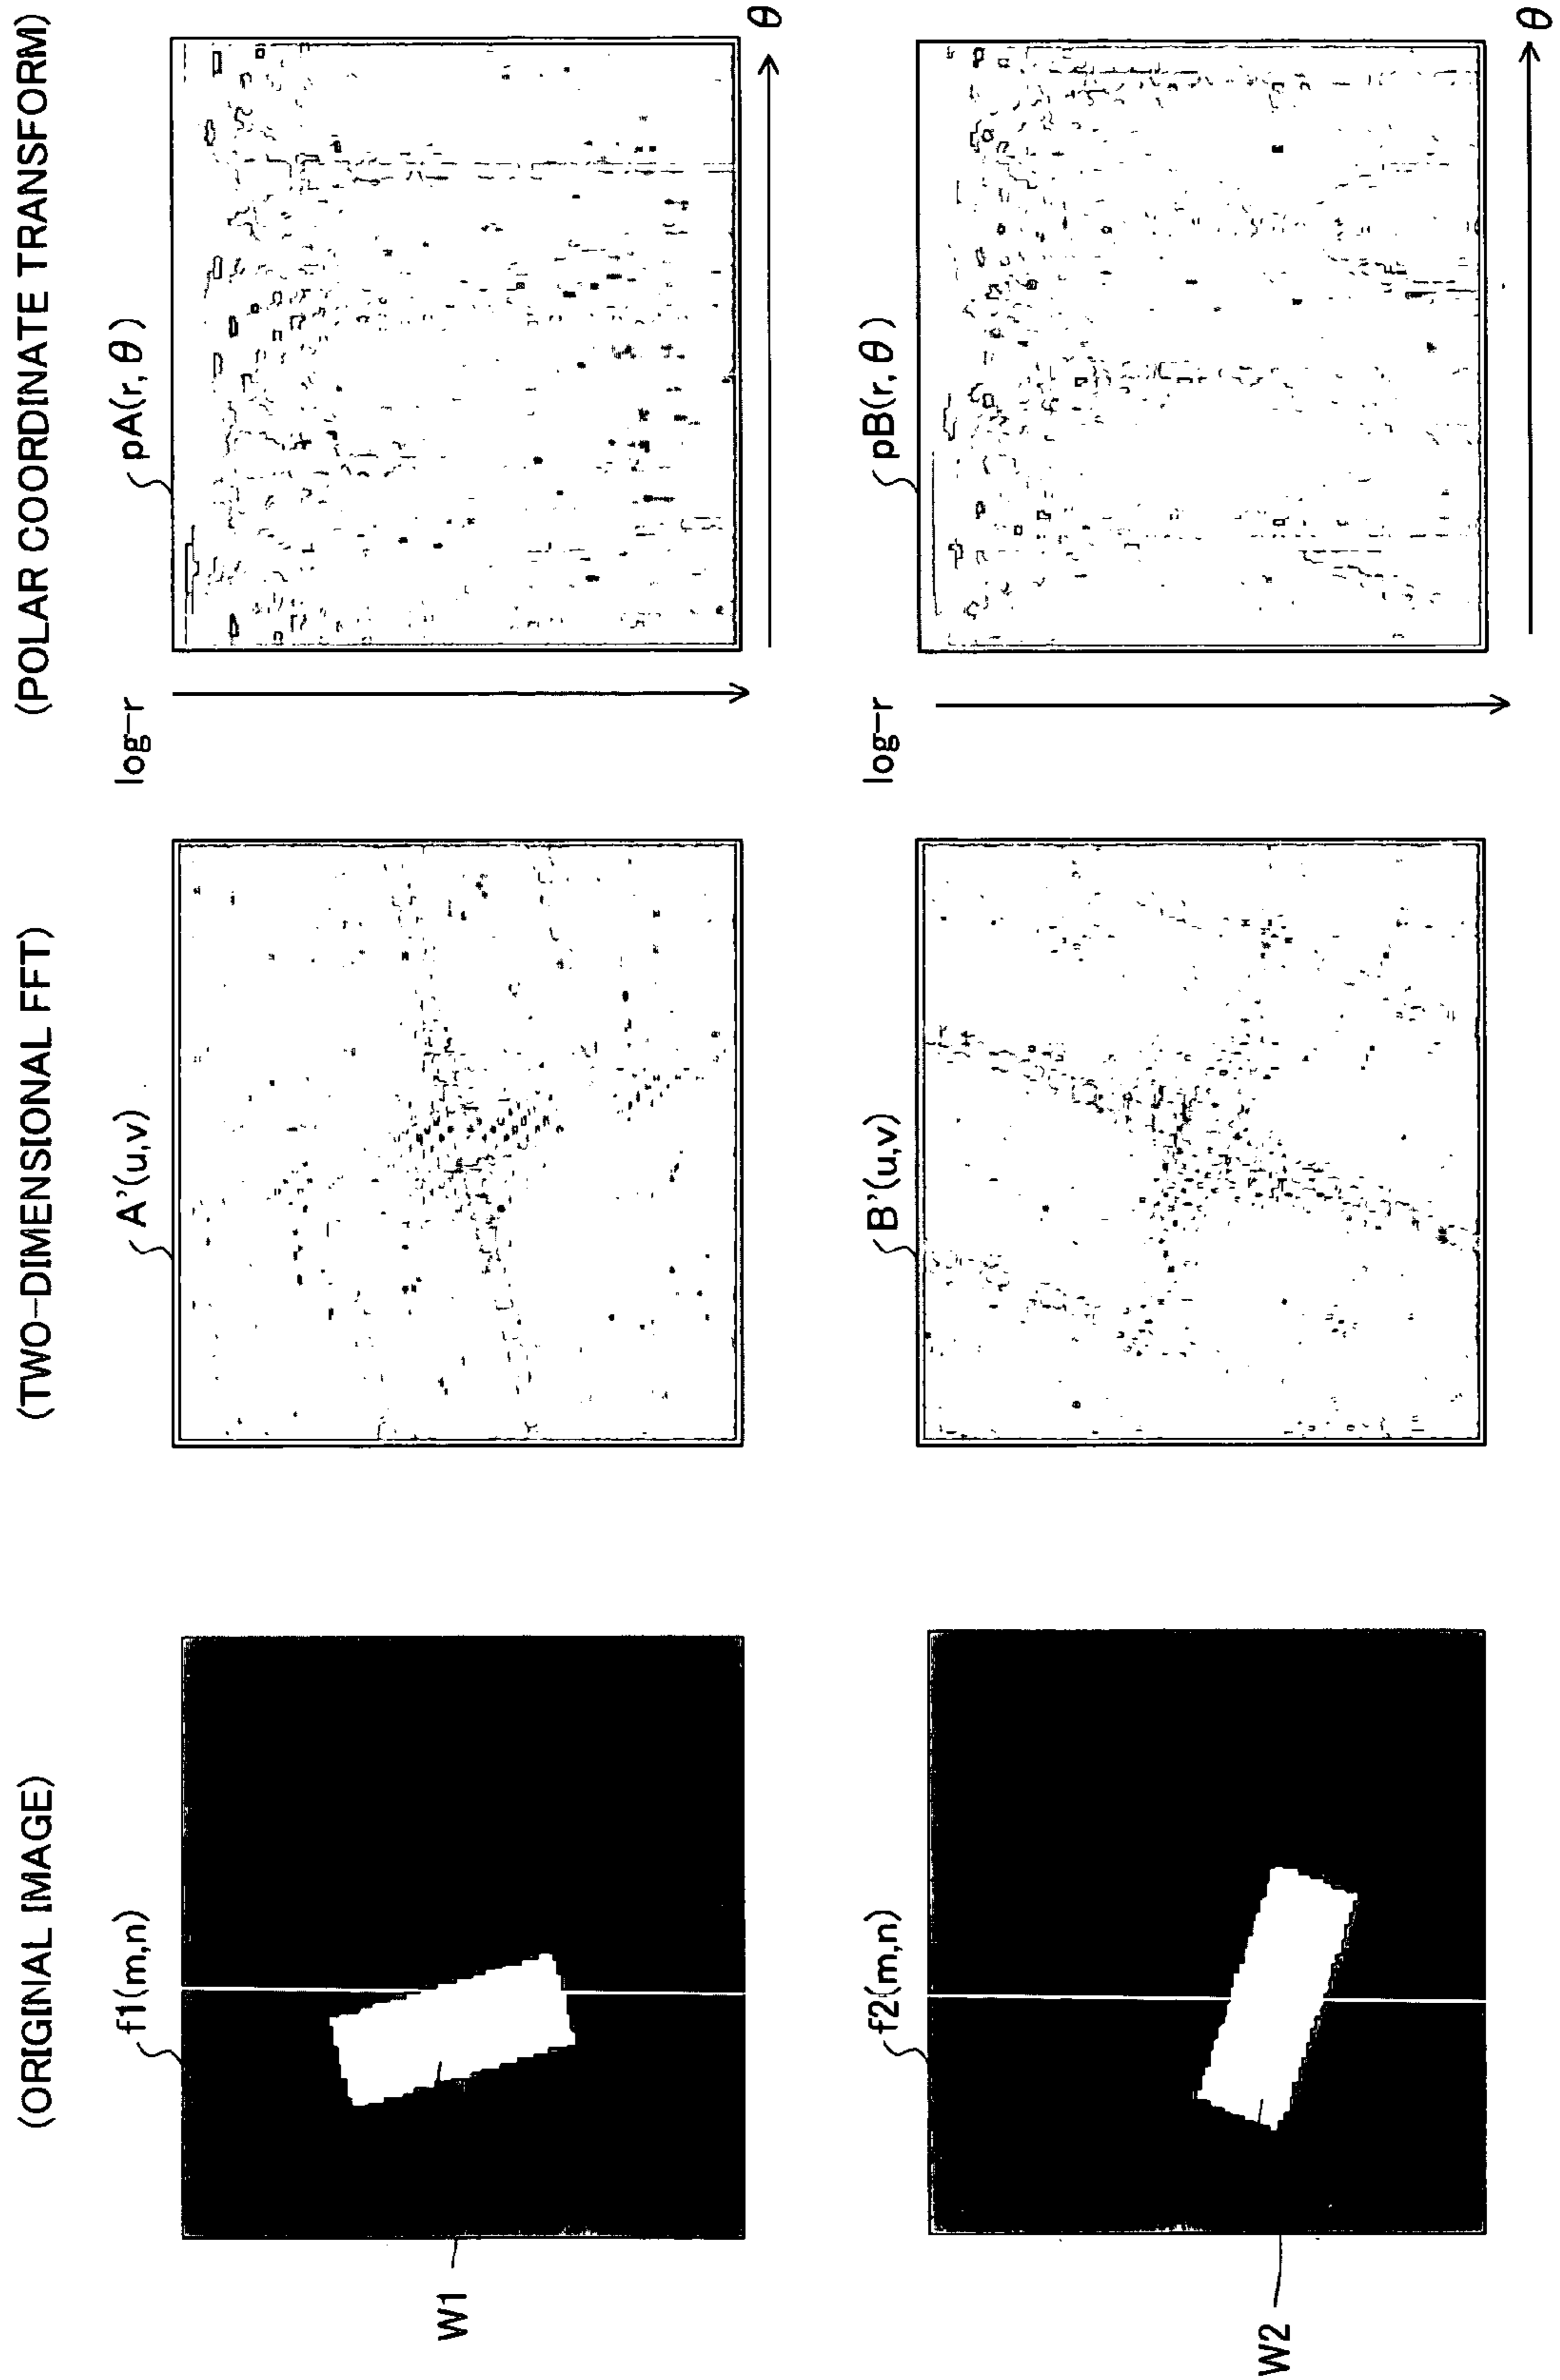 (ORIGINAL IMAGE)
(TWO-DIMENSIONAL FFT)
(POLAR COORDINATE TRANSFORM)
f1(m,n)
A'(u,v)
pA(r, θ)
W1
log-r
θ
f2(m,n)
B'(u,v)
pB(r, θ)
W2
log-r
θ